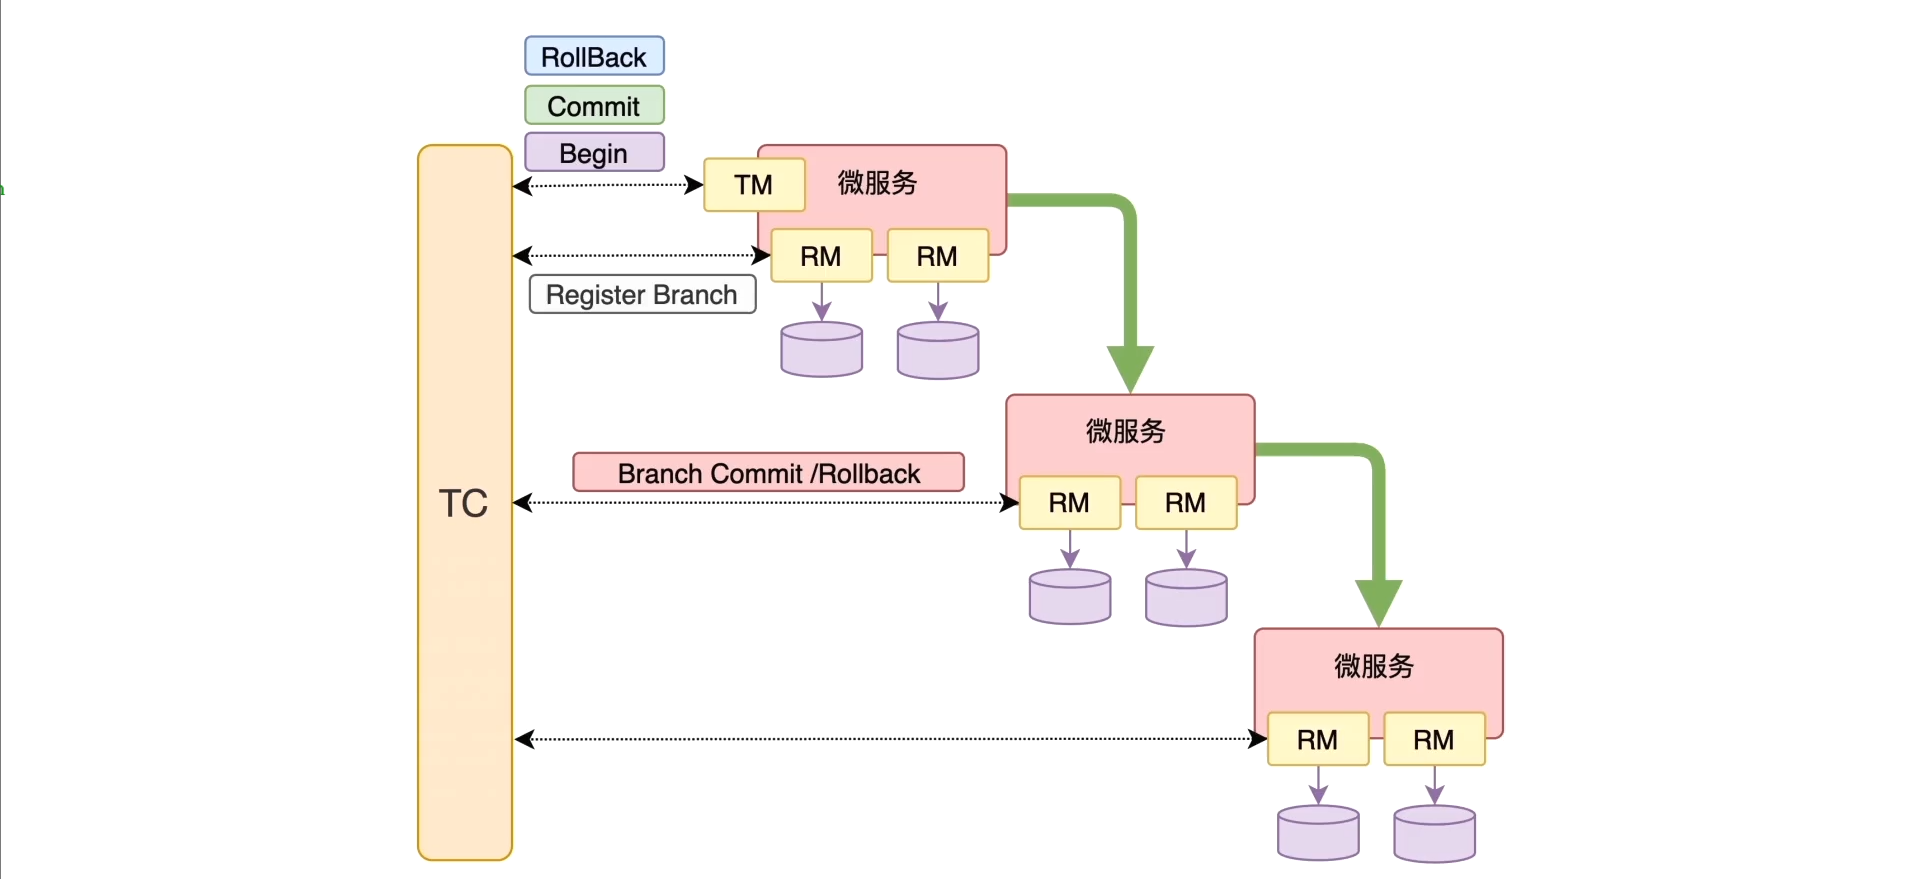 RollBack
Commit
Begin
TM
微服务
RM
RM
Register Branch
微服务
Branch Commit /Rollback
TC
RM
RM
微服务
RM
RM